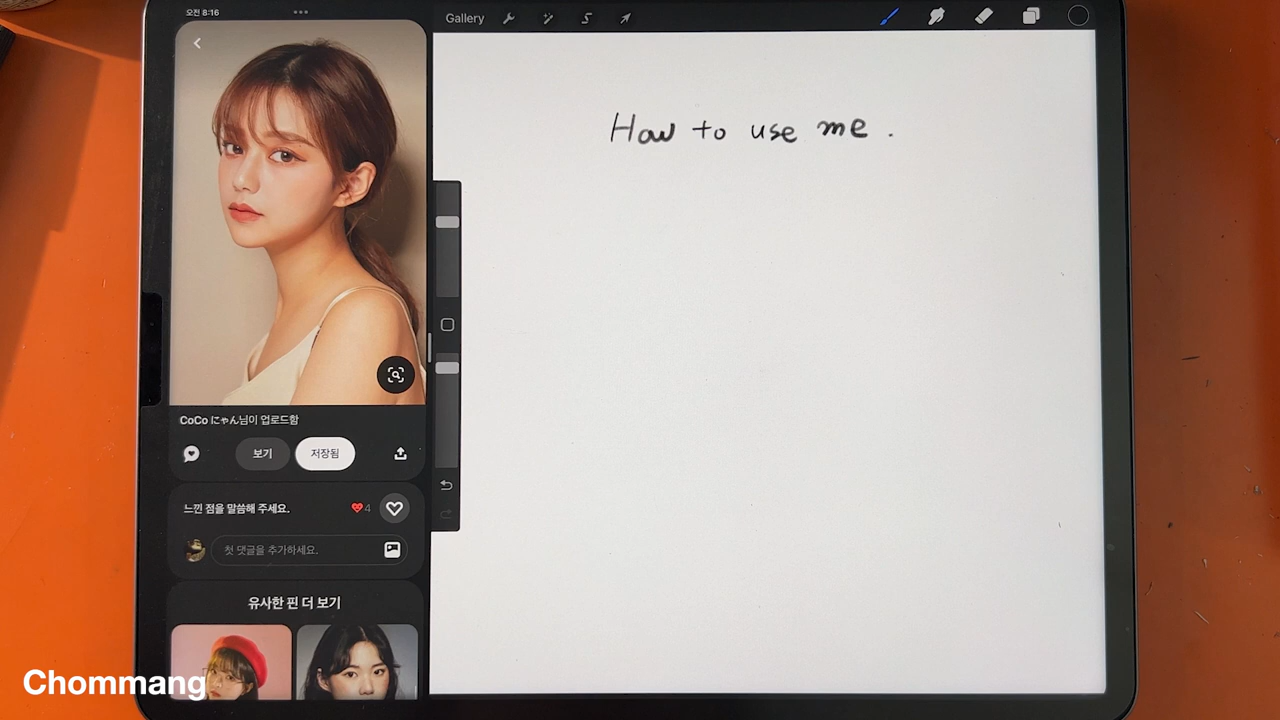 오전 8:16
Gallery
How to use me.
CoCo にゃん님이 업로드함
보기
저장됨
느낀 점을 말씀해 주세요.
4
첫 댓글을 추가하세요.
유사한 핀 더 보기
Chommang